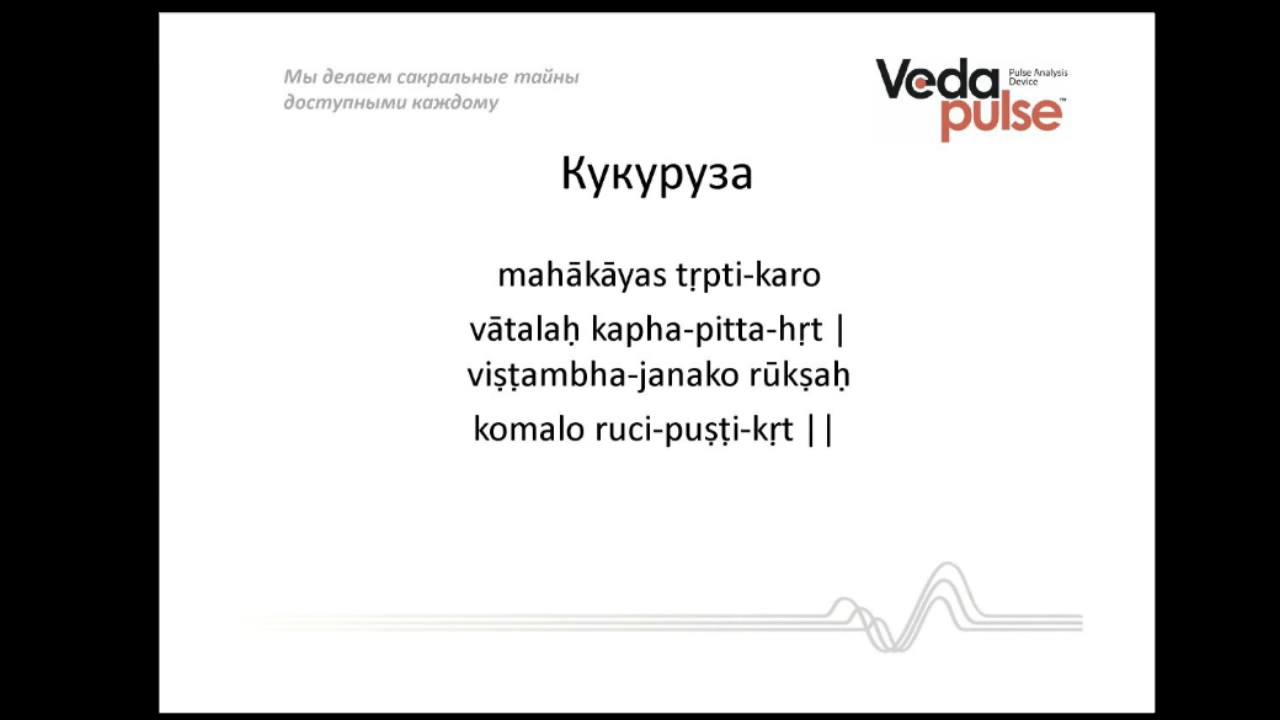 Мы делаем сакральные тайны
доступными каждому
Veda
Pulse Analysis
Device
pulse™
Кукуруза
mahākāyas tṛpti-karo
vātalaḥ kapha-pitta-hṛt |
viṣṭambha-janako rūkṣaḥ
komalo ruci-puṣṭi-kṛt ||